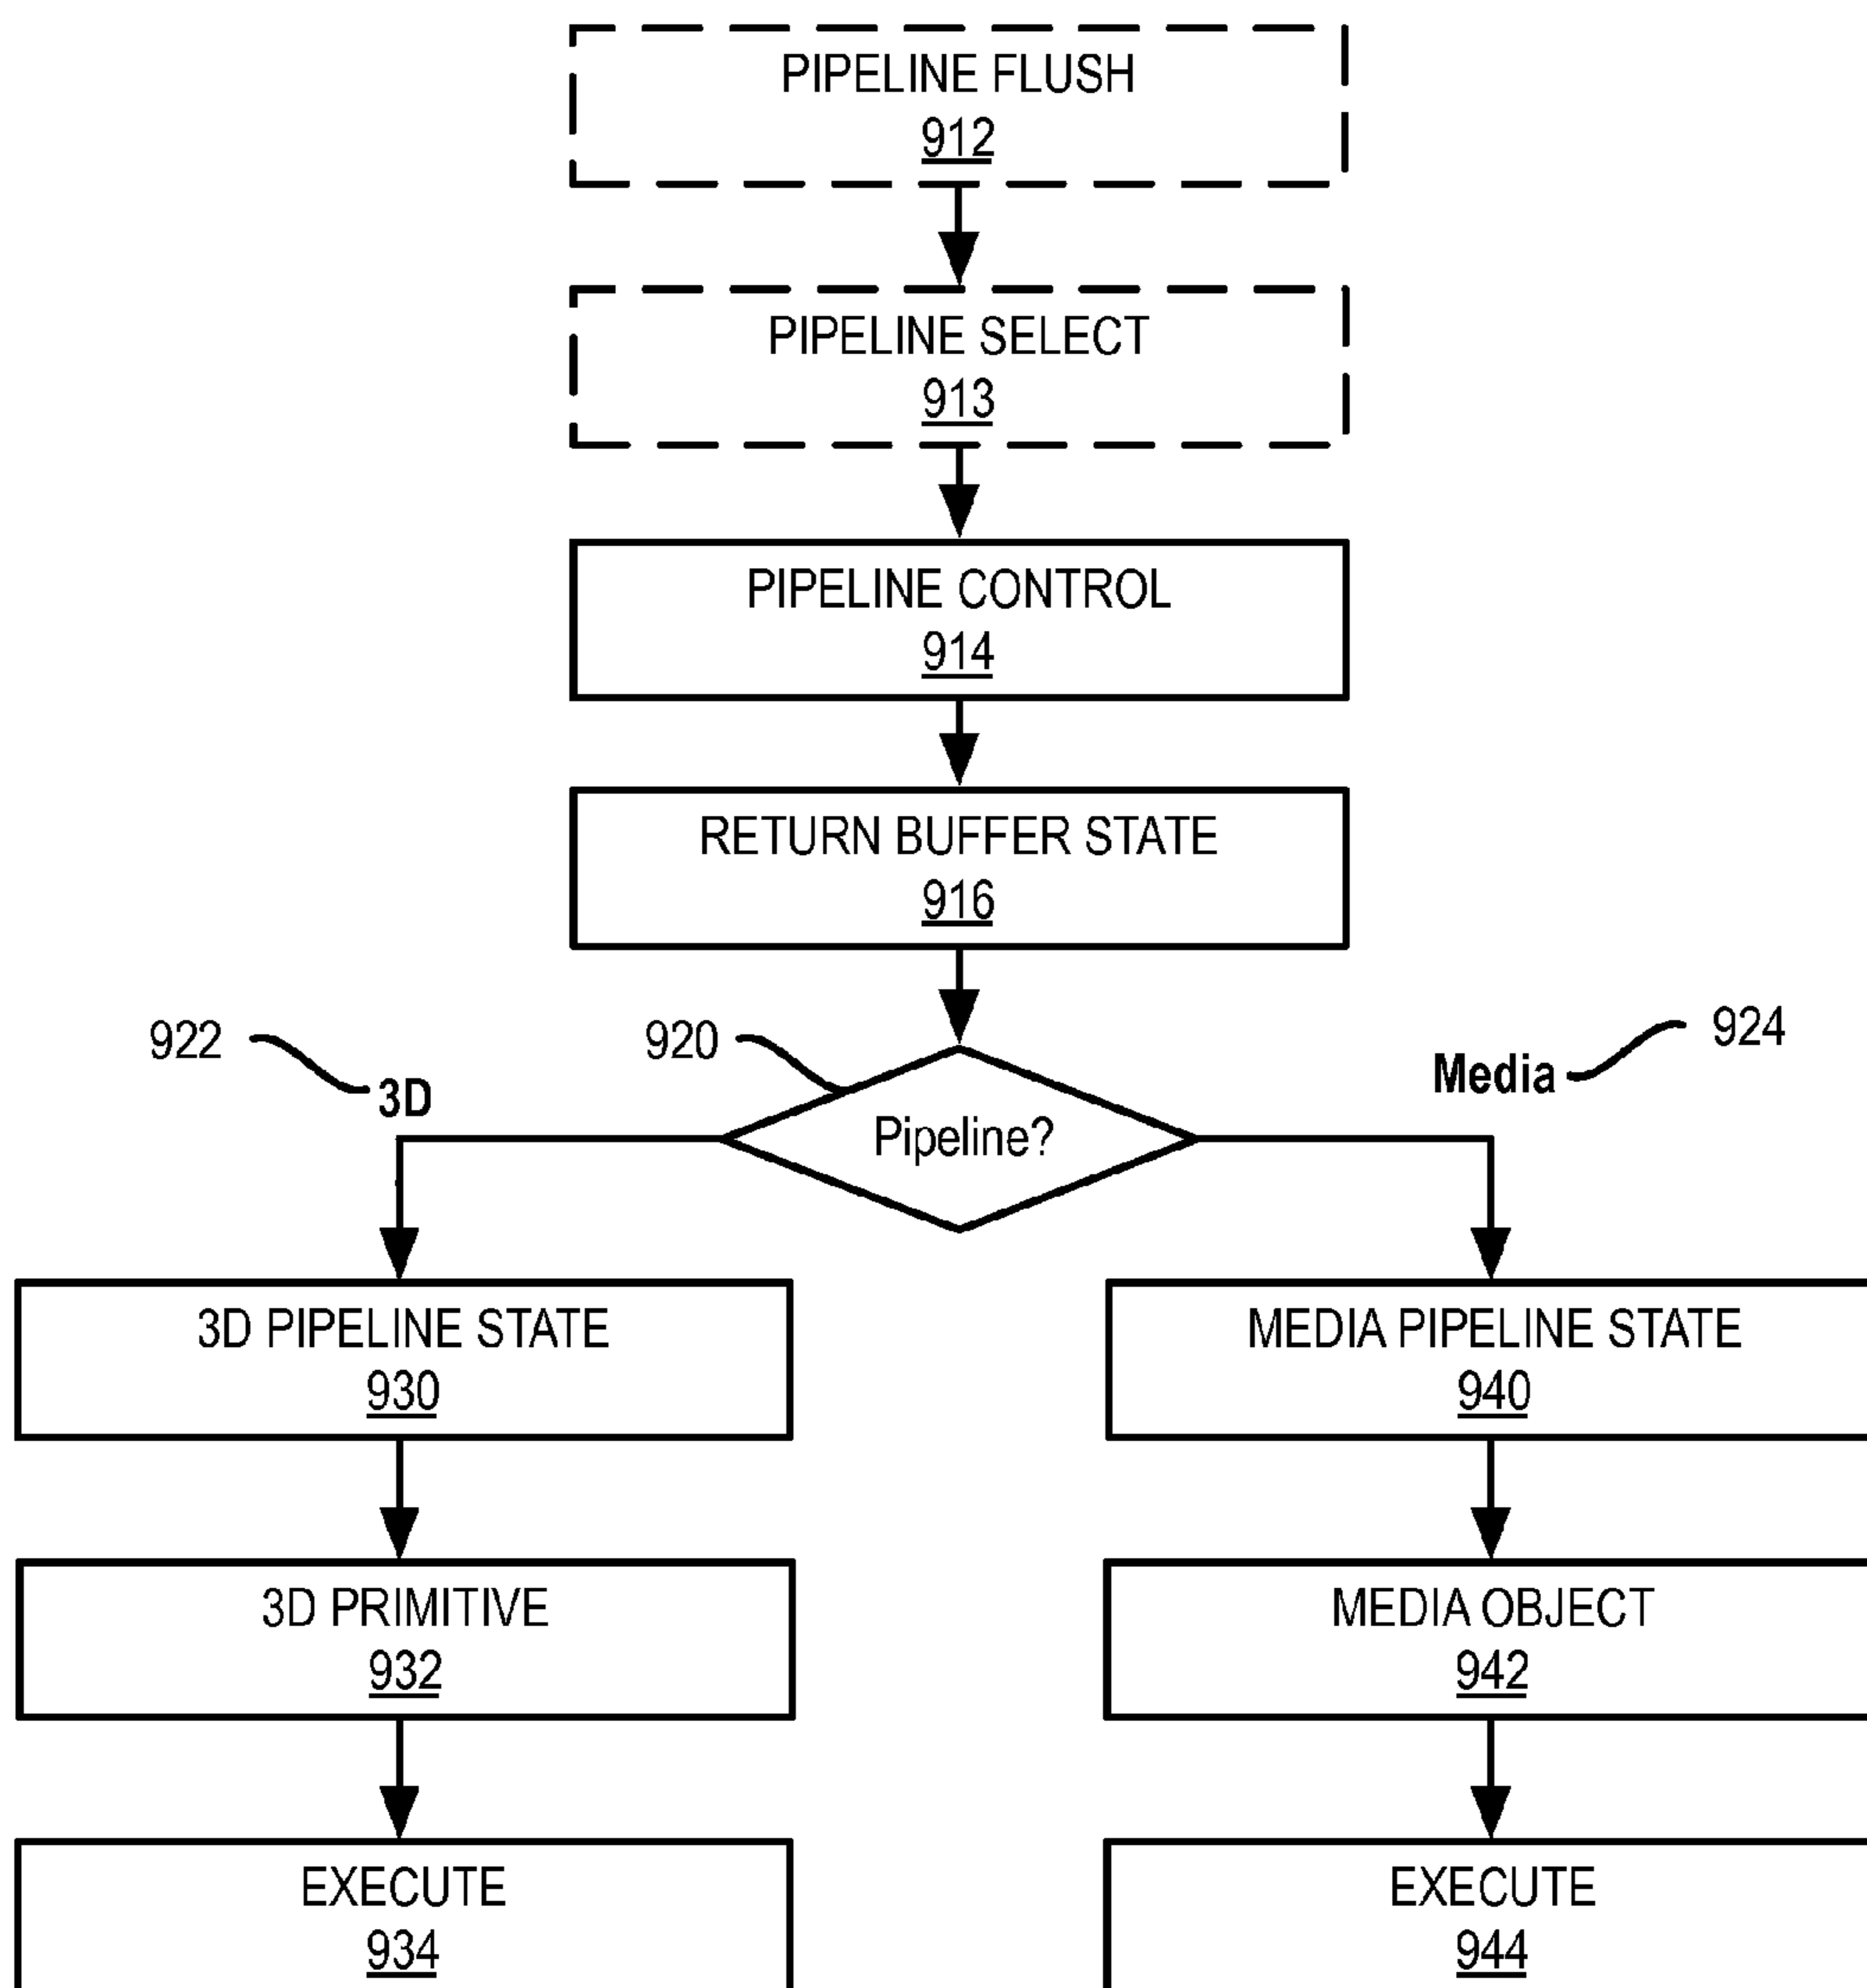 PIPELINE FLUSH
912
PIPELINE SELECT
913
PIPELINE CONTROL
914
RETURN BUFFER STATE
916
922
920
924
3D
Media
Pipeline?
3D PIPELINE STATE
930
MEDIA PIPELINE STATE
940
3D PRIMITIVE
932
MEDIA OBJECT
942
EXECUTE
934
EXECUTE
944